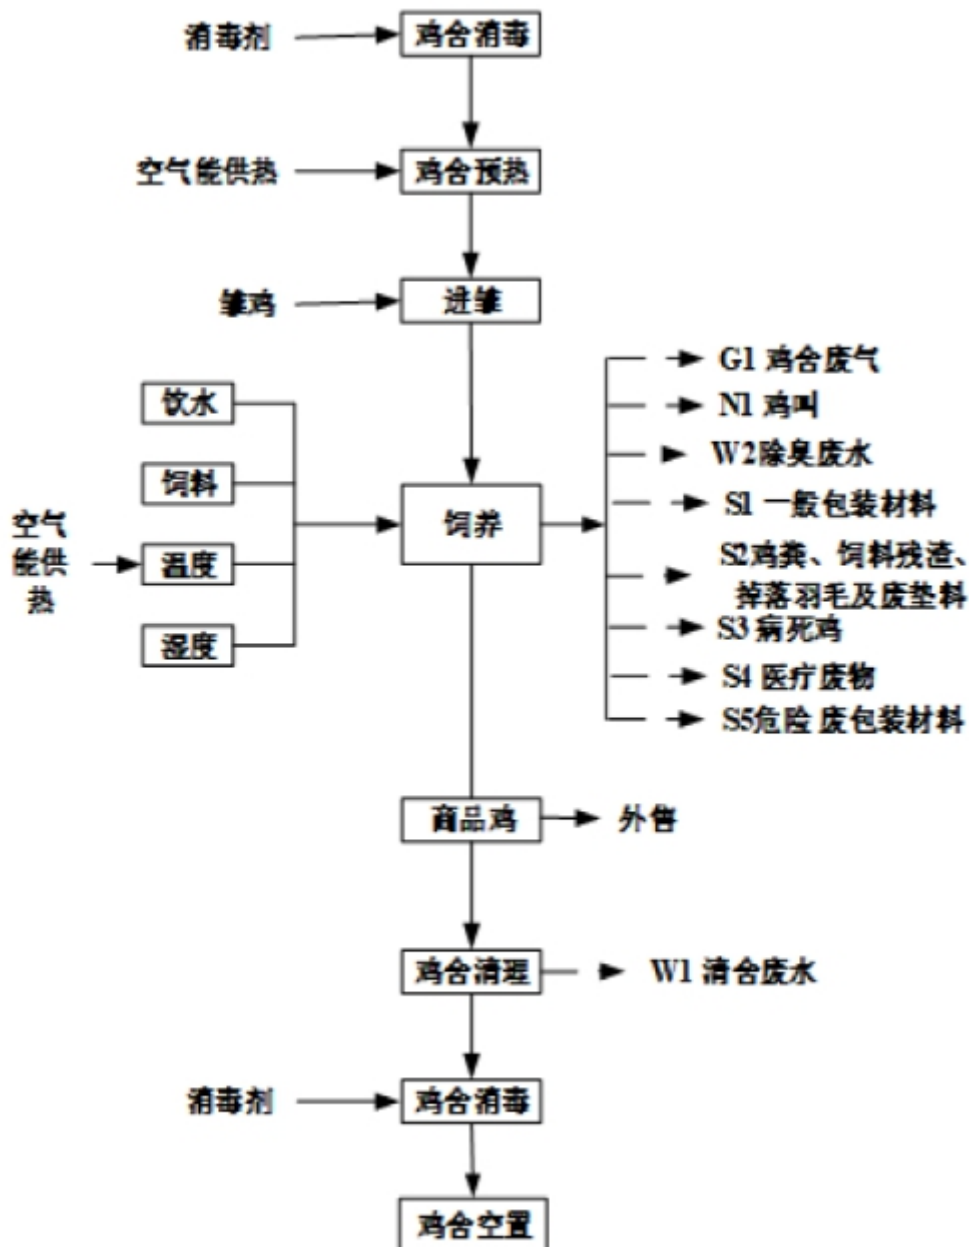 消毒剂
鸡舍消毒
空气能供热
鸡舍预热
雏鸡
进雏
饮水
饲料
空气
能供
热
温度
湿度
饲养
G1 鸡舍废气
N1 鸡叫
W2除臭废水
S1 一般包装材料
S2鸡粪、饲料残渣、
掉落羽毛及废垫料
S3 病死鸡
S4 医疗废物
S5危险 废包装材料
商品鸡
外售
鸡舍清理
W1 清舍废水
消毒剂
鸡舍消毒
鸡舍空置